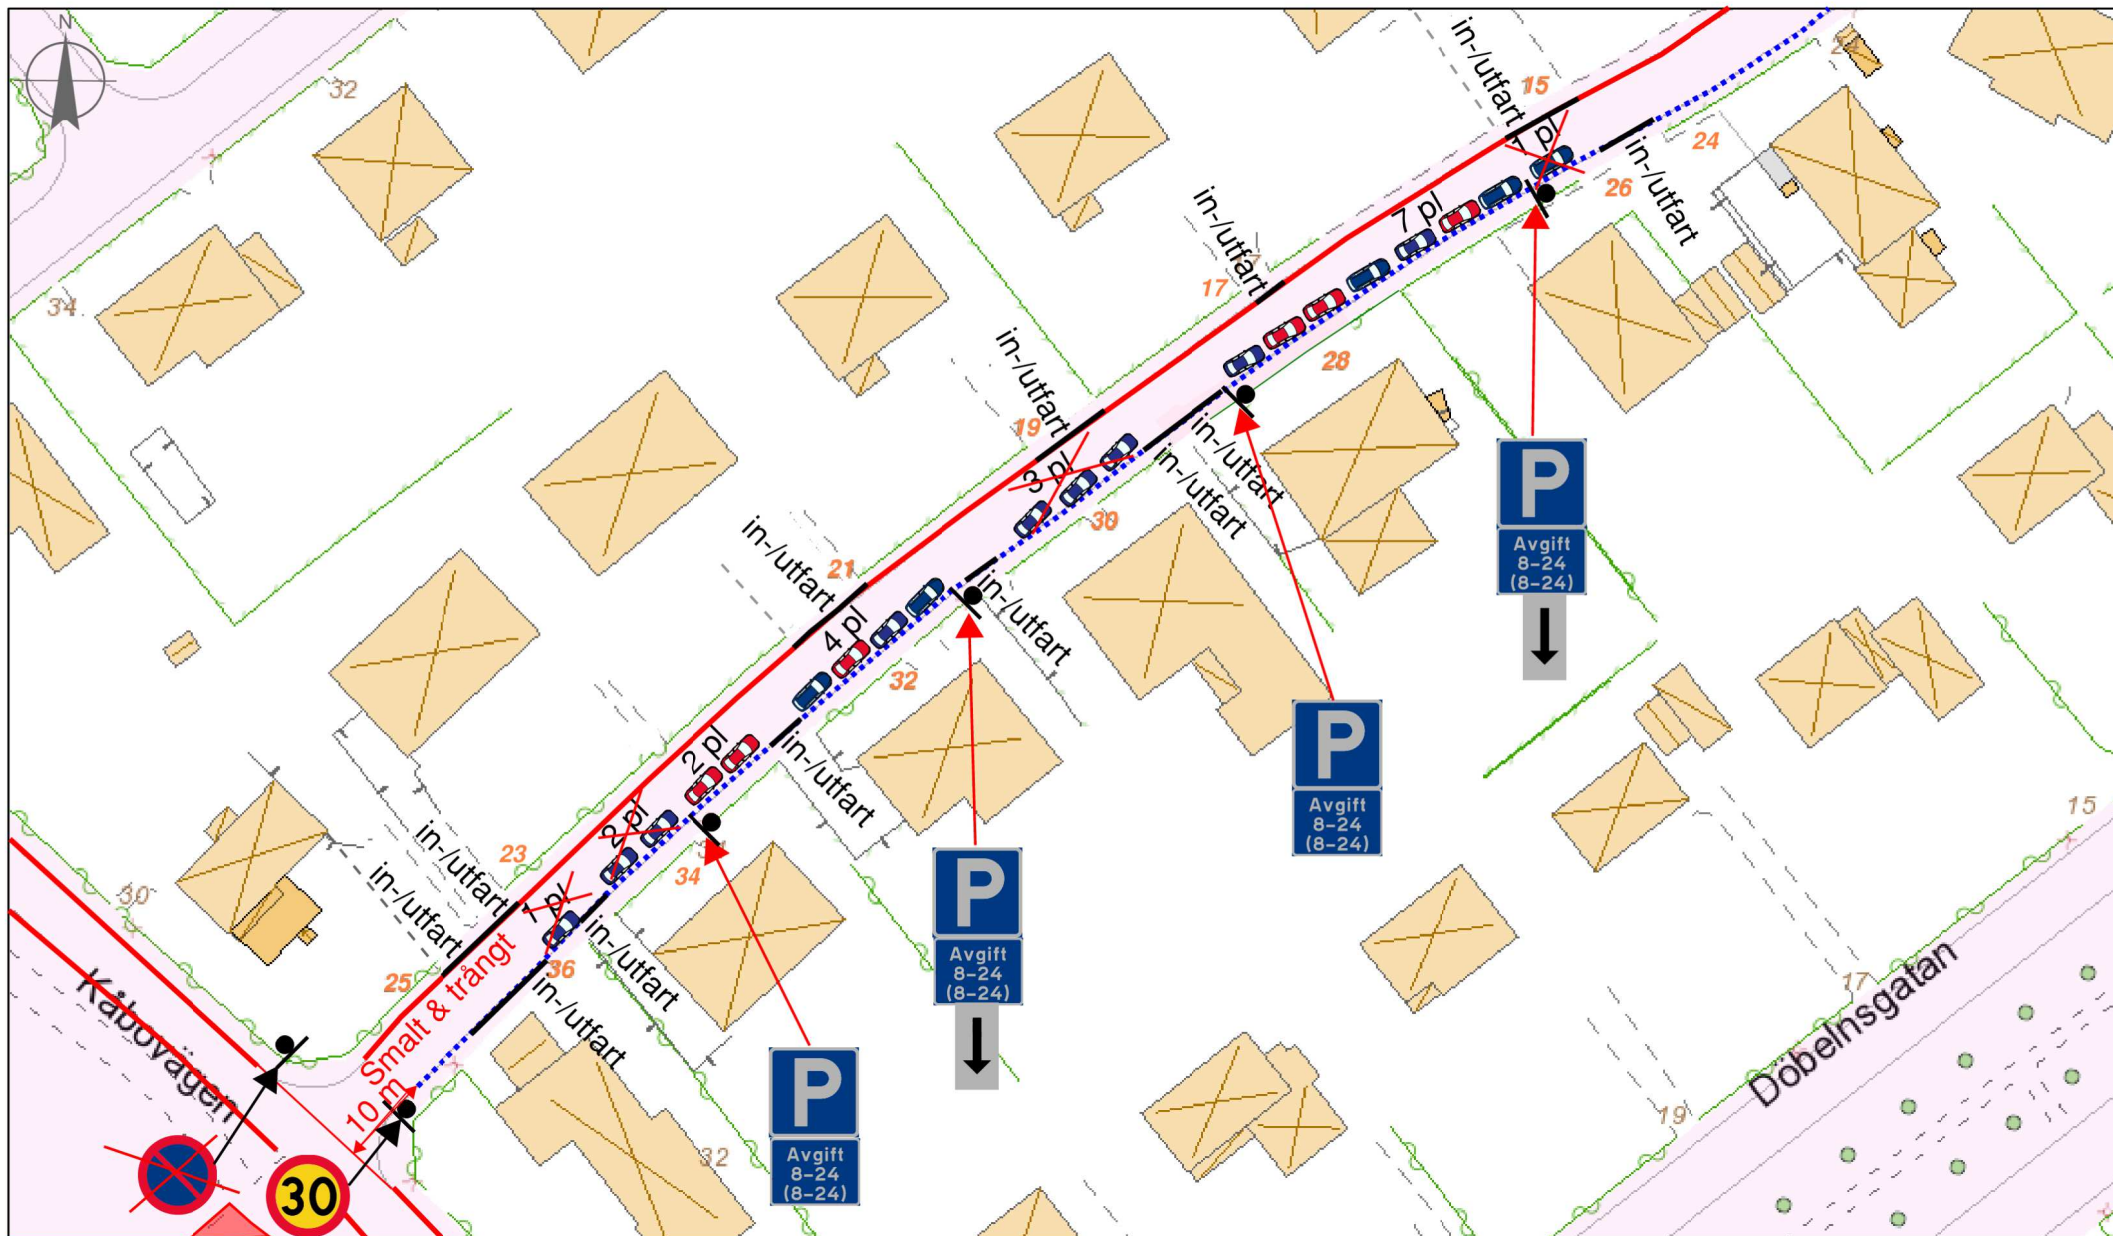 N
32
34
in-/utfart
15
1 pl
24
24
26
in-/utfart
in-/utfart
7 pl
17
17
28
in-/utfart
19
3 pl
in-/utfart
in-/utfart
30
P
Avgift
8-24
(8-24)
in-/utfart
21
4 pl
in-/utfart
32
2 pl
in-/utfart
P
Avgift
8-24
(8-24)
2 pl
34
in-/utfart
23
in-/utfart
25
1 pl
in-/utfart
36
in-/utfart
30
Smalt & trångt
10 m
Kåbovägen
P
Avgift
8-24
(8-24)
P
Avgift
8-24
(8-24)
30
32
15
17
19
Döbelnsgatan